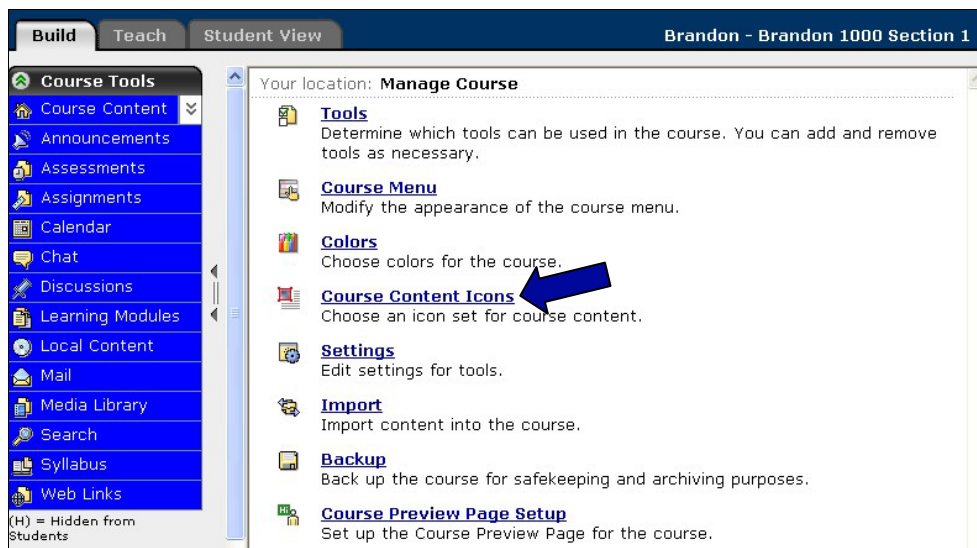 Build
Teach
Student View
Brandon - Brandon 1000 Section 1
Course Tools
Course Content
Announcements
Assessments
Assignments
Calendar
Chat
Discussions
Learning Modules
Local Content
Mail
Media Library
Search
Syllabus
Web Links
(H) = Hidden from
Students
Your location: Manage Course
Tools
Determine which tools can be used in the course. You can add and remove
tools as necessary.
Course Menu
Modify the appearance of the course menu.
Colors
Choose colors for the course.
Course Content Icons
Choose an icon set for course content.
Settings
Edit settings for tools.
Import
Import content into the course.
Backup
Back up the course for safekeeping and archiving purposes.
Course Preview Page Setup
Set up the Course Preview Page for the course.